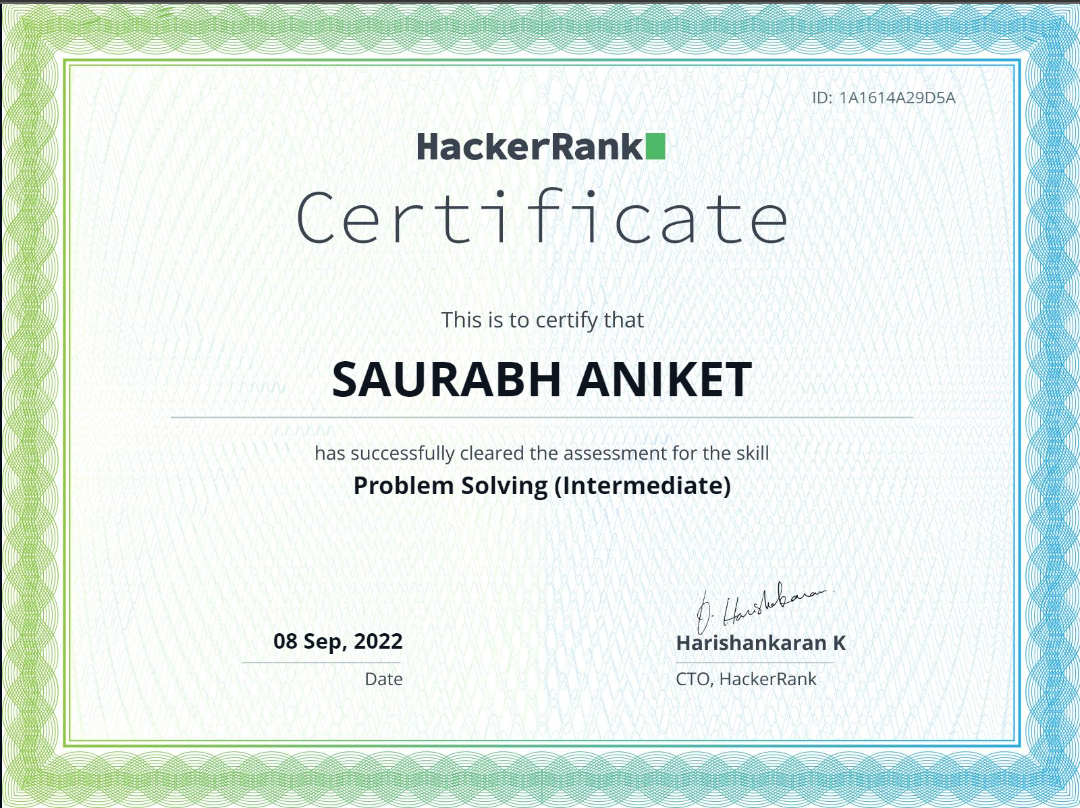 ID: 1A1614A29D5A
HackerRank
Certificate
This is to certify that
SAURABH ANIKET
has successfully cleared the assessment for the skill
Problem Solving (Intermediate)
08 Sep, 2022
Date
Harishankaran K
CTO, HackerRank